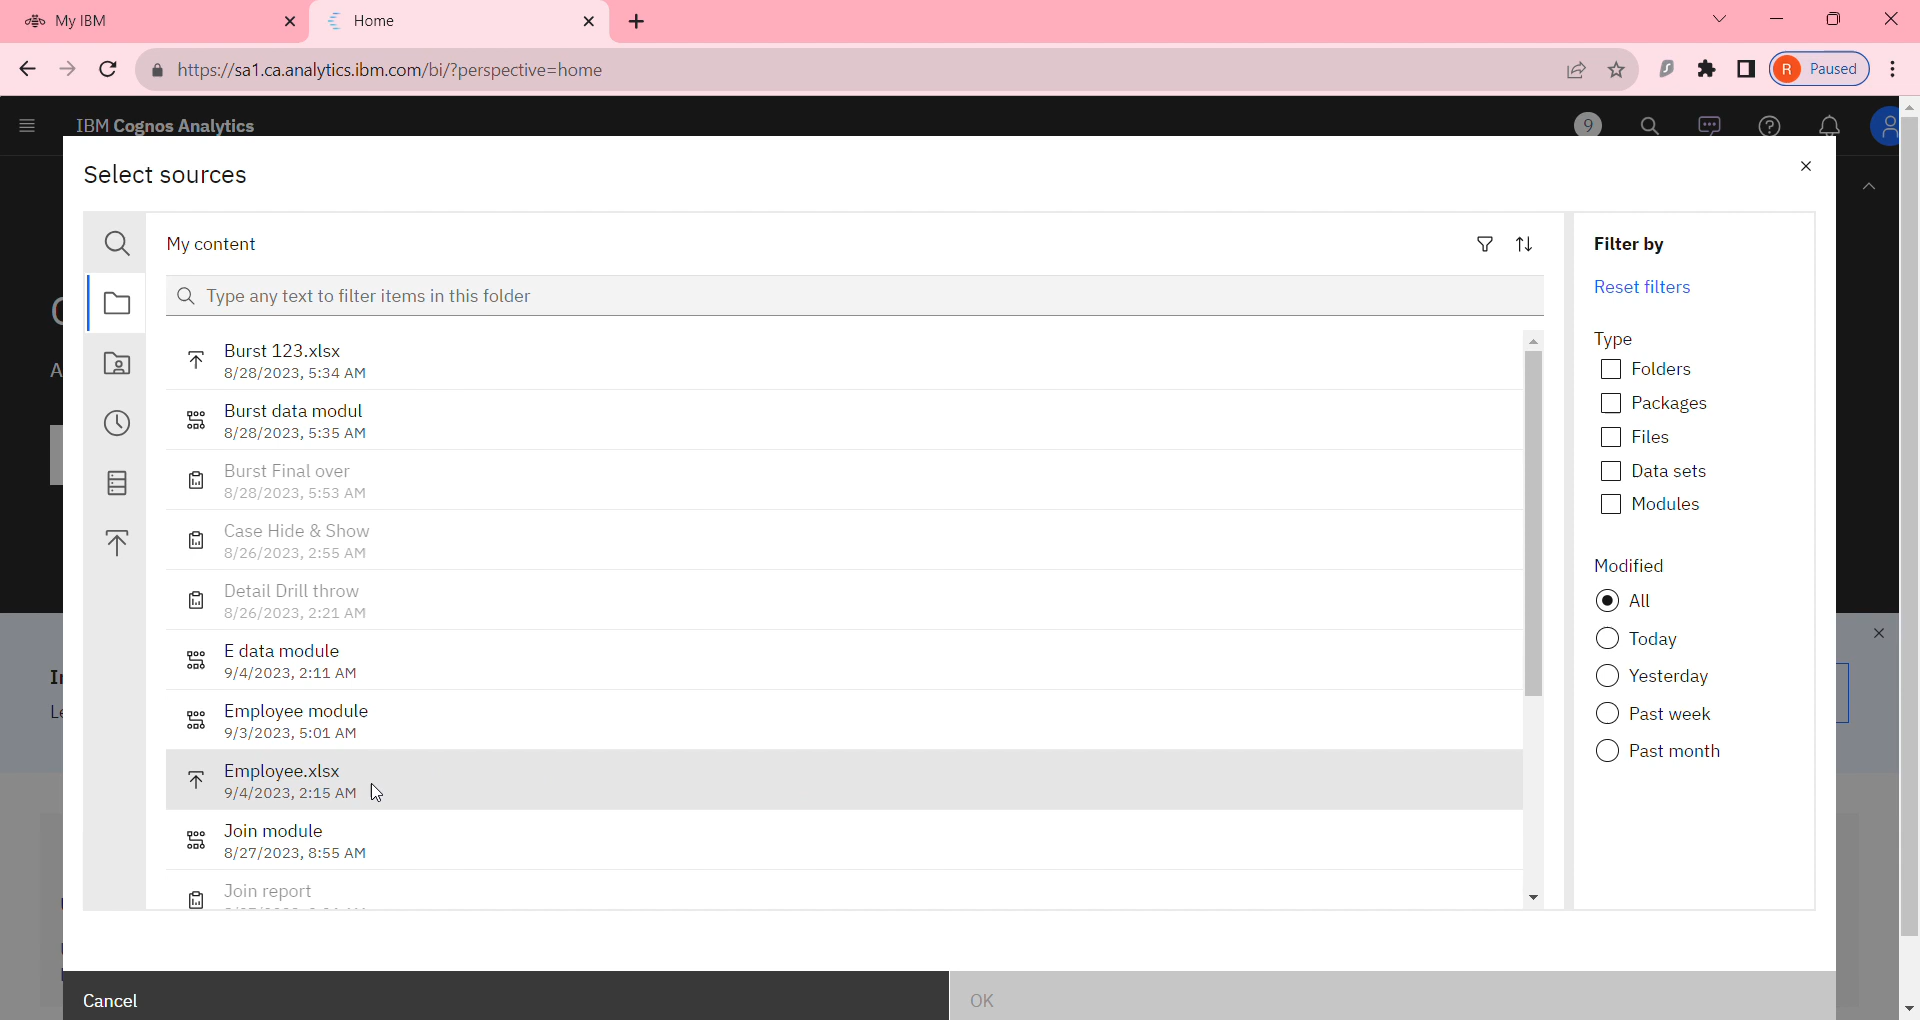 My IBM
Home
https://sa1.ca.analytics.ibm.com/bi/?perspective=home
R Paused
IBM Cognos Analytics
9
Select sources
My content
Type any text to filter items in this folder
Burst 123.xlsx
8/28/2023, 5:34 AM
Burst data modul
8/28/2023, 5:35 AM
Burst Final over
8/28/2023, 5:53 AM
Case Hide & Show
8/26/2023, 2:55 AM
Detail Drill throw
8/26/2023, 2:21 AM
E data module
9/4/2023, 2:11 AM
Employee module
9/3/2023, 5:01 AM
Employee.xlsx
9/4/2023, 2:15 AM
Join module
8/27/2023, 8:55 AM
Join report
Filter by
Reset filters
Type
Folders
Packages
Files
Data sets
Modules
Modified
All
Today
Yesterday
Past week
Past month
Cancel
OK